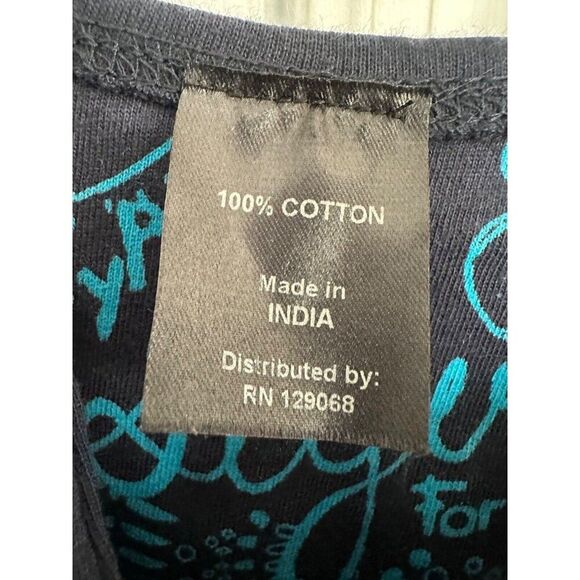 100% COTTON
Made in
INDIA
Distributed by:
RN 129068
For